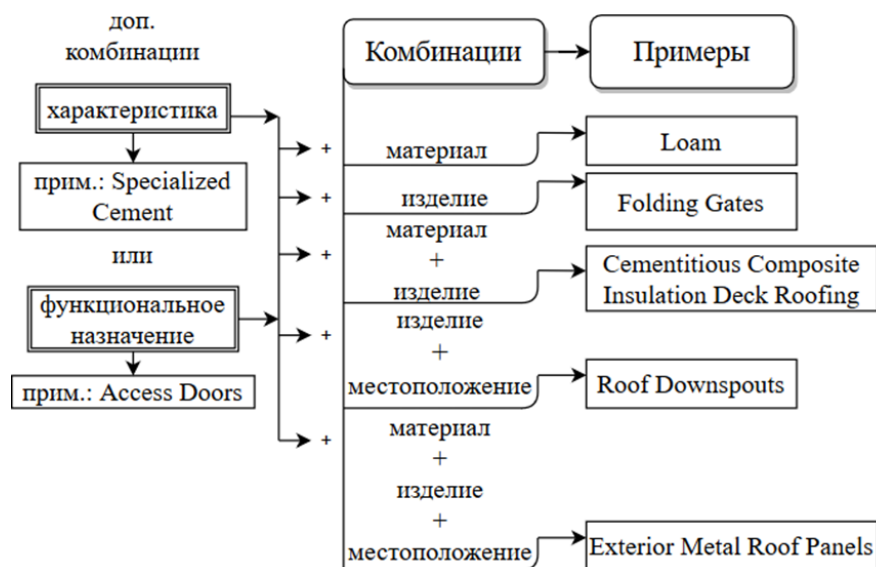 доп.
комбинации
характеристика
прим.: Specialized
Cement
или
функциональное
назначение
прим.: Access Doors
+
+
+
+
+
Комбинации
Примеры
материал
Loam
изделие
Folding Gates
материал
+
изделие
Cementitious Composite
Insulation Deck Roofing
изделие
+
местоположение
Roof Downspouts
материал
+
изделие
+
местоположение
Exterior Metal Roof Panels